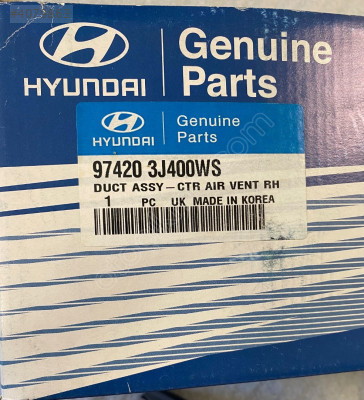 Genuine
Parts
HYUNDAI
HYUNDAI
Genuine
Parts
97420 3J400WS
DUCT ASSY-CTR AIR VENT RH
1 PC UK MADE IN KOREA